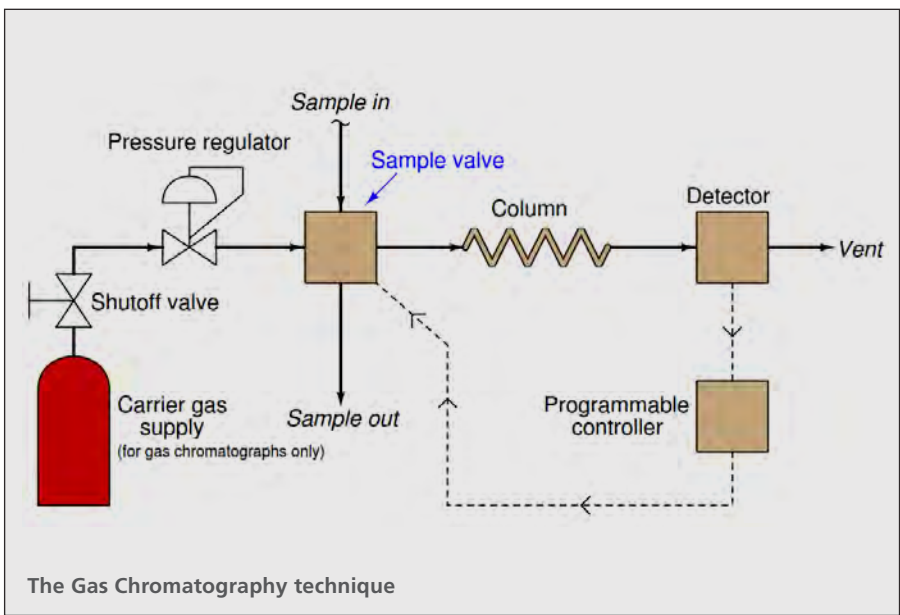 Sample in
Pressure regulator
Sample valve
Column
Detector
Vent
Shutoff valve
Carrier gas
supply
(for gas chromatographs only)
Sample out
Programmable
controller
The Gas Chromatography technique